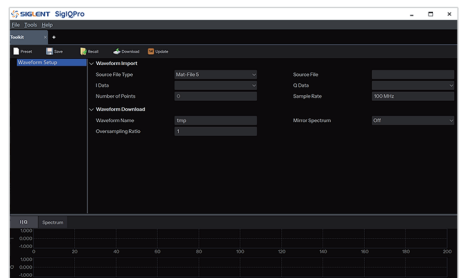 SIGLENT SigIQPro
File Tools Help
Toolkit +
Preset Save Recall Download Update
Waveform Setup
Waveform Import
Source File Type Mat-File 5 Source File
I Data Q Data
Number of Points 0 Sample Rate 100 MHz
Waveform Download
Waveform Name tmp Mirror Spectrum Off
Oversampling Ratio 1
I I Q Spectrum
1.000
0.000
-1.000
0 20 40 60 80 100 120 140 160 180 200
1.000
0.000
-1.000